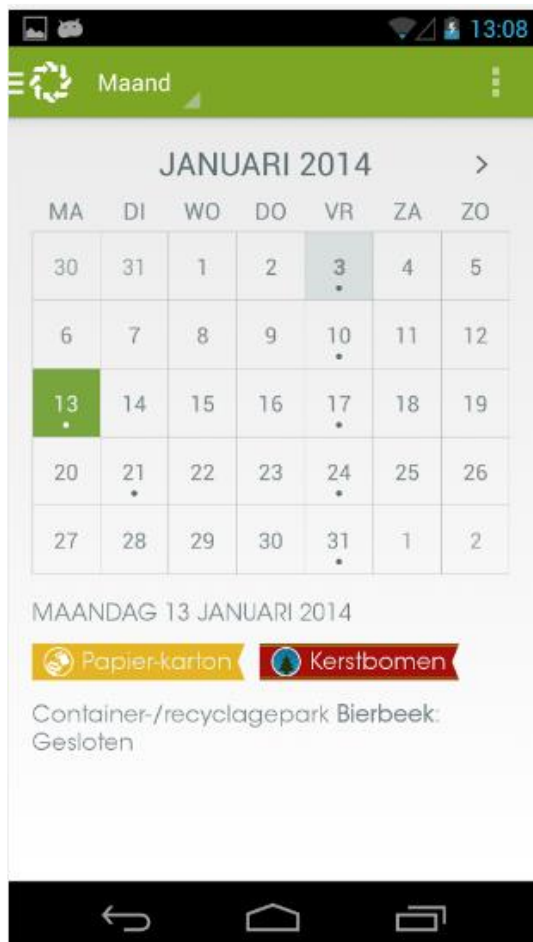 13:08
Maand
JANUARI 2014 >
MA DI WO DO VR ZA ZO
30 31 1 2 3 4 5
6 7 8 9 10 11 12
13 14 15 16 17 18 19
20 21 22 23 24 25 26
27 28 29 30 31 1 2
MAANDAG 13 JANUARI 2014
Papier-karton Kerstbomen
Container-/recyclagepark Bierbeek:
Gesloten